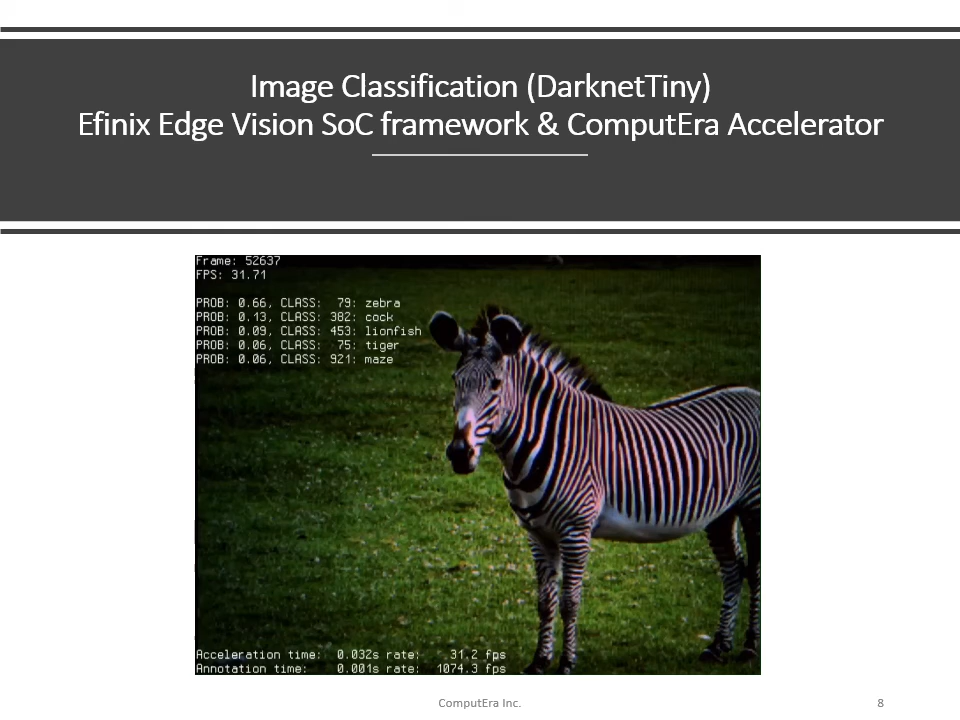 Image Classification (DarknetTiny)
Efinix Edge Vision SoC framework & ComputEra Accelerator
Frame: 52637
FPS: 31.71
PROB: 0.66, CLASS:  79: zebra
PROB: 0.13, CLASS: 382: cock
PROB: 0.09, CLASS: 453: lionfish
PROB: 0.06, CLASS:  75: tiger
PROB: 0.06, CLASS: 921: maze
Acceleration time:  0.032s rate:   31.2 fps
Annotation time:    0.001s rate:  1074.3 fps
ComputEra Inc.
8